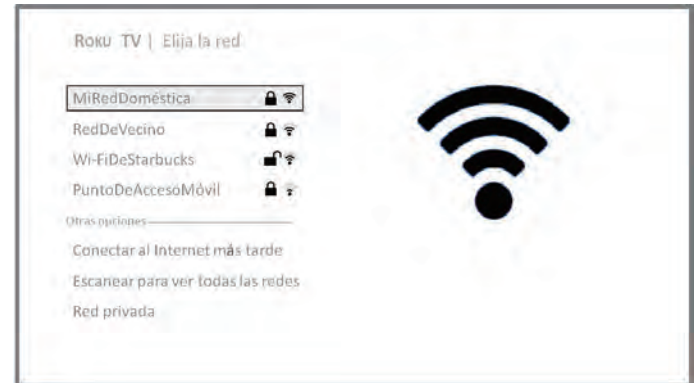 Roku TV | Elija la red
MiRedDoméstica
RedDeVecino
Wi-FiDeStarbucks
PuntoDeAccesoMóvil
Otras opciones
Conectar al Internet más tarde
Escanear para ver todas las redes
Red privada